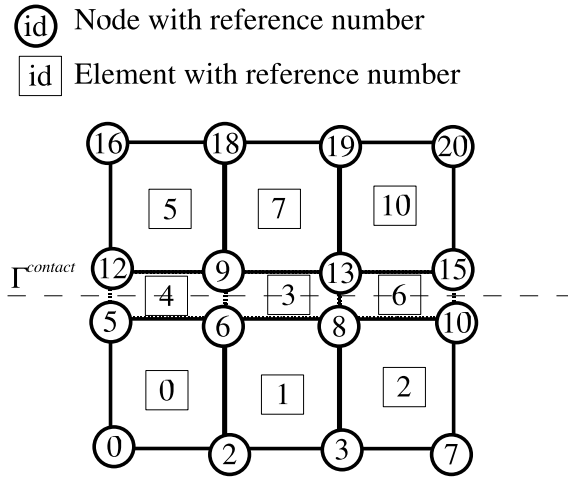 id Node with reference number
id Element with reference number
16 18 19 20
5 7 10
12 9 13 15
Γcontact
4 3 6
5 6 8 10
0 1 2
0 2 3 7